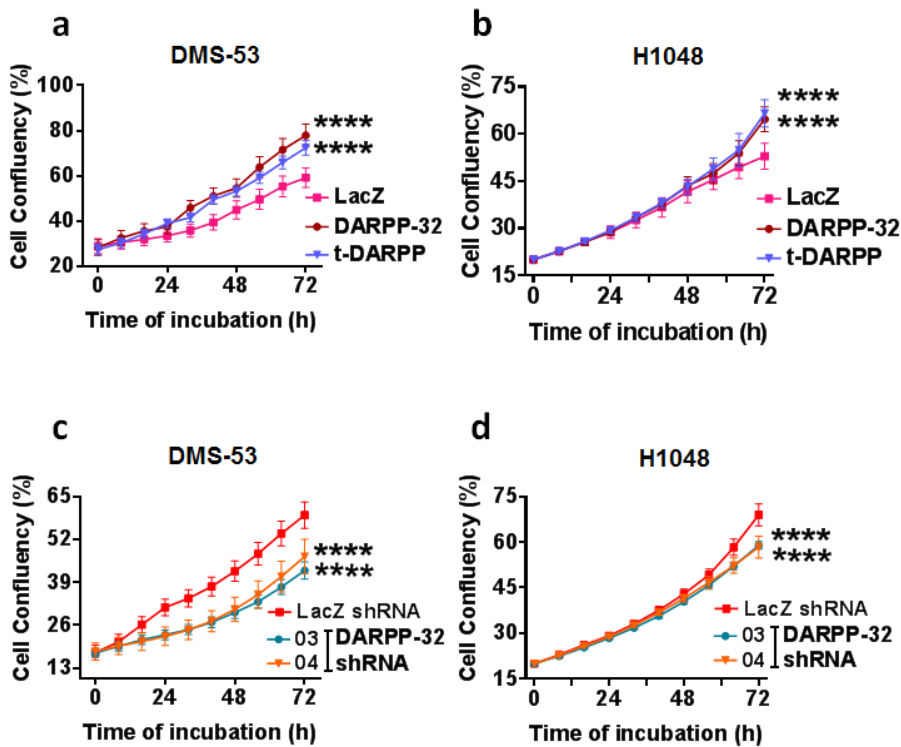 a
DMS-53
Cell Confluency (%)
100
80
60
40
20
0
24
48
72
Time of incubation (h)
****
****
LacZ
DARPP-32
t-DARPP
b
H1048
Cell Confluency (%)
75
60
45
30
15
0
24
48
72
Time of incubation (h)
****
****
LacZ
DARPP-32
t-DARPP
c
DMS-53
Cell Confluency (%)
65
52
39
26
13
0
24
48
72
Time of incubation (h)
****
****
LacZ shRNA
03 DARPP-32
04 shRNA
d
H1048
Cell Confluency (%)
75
60
45
30
15
0
24
48
72
Time of incubation (h)
****
****
LacZ shRNA
03 DARPP-32
04 shRNA